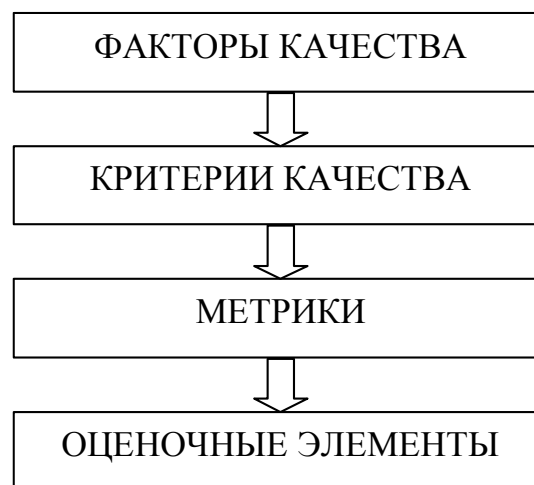 ФАКТОРЫ КАЧЕСТВА
КРИТЕРИИ КАЧЕСТВА
МЕТРИКИ
ОЦЕНОЧНЫЕ ЭЛЕМЕНТЫ